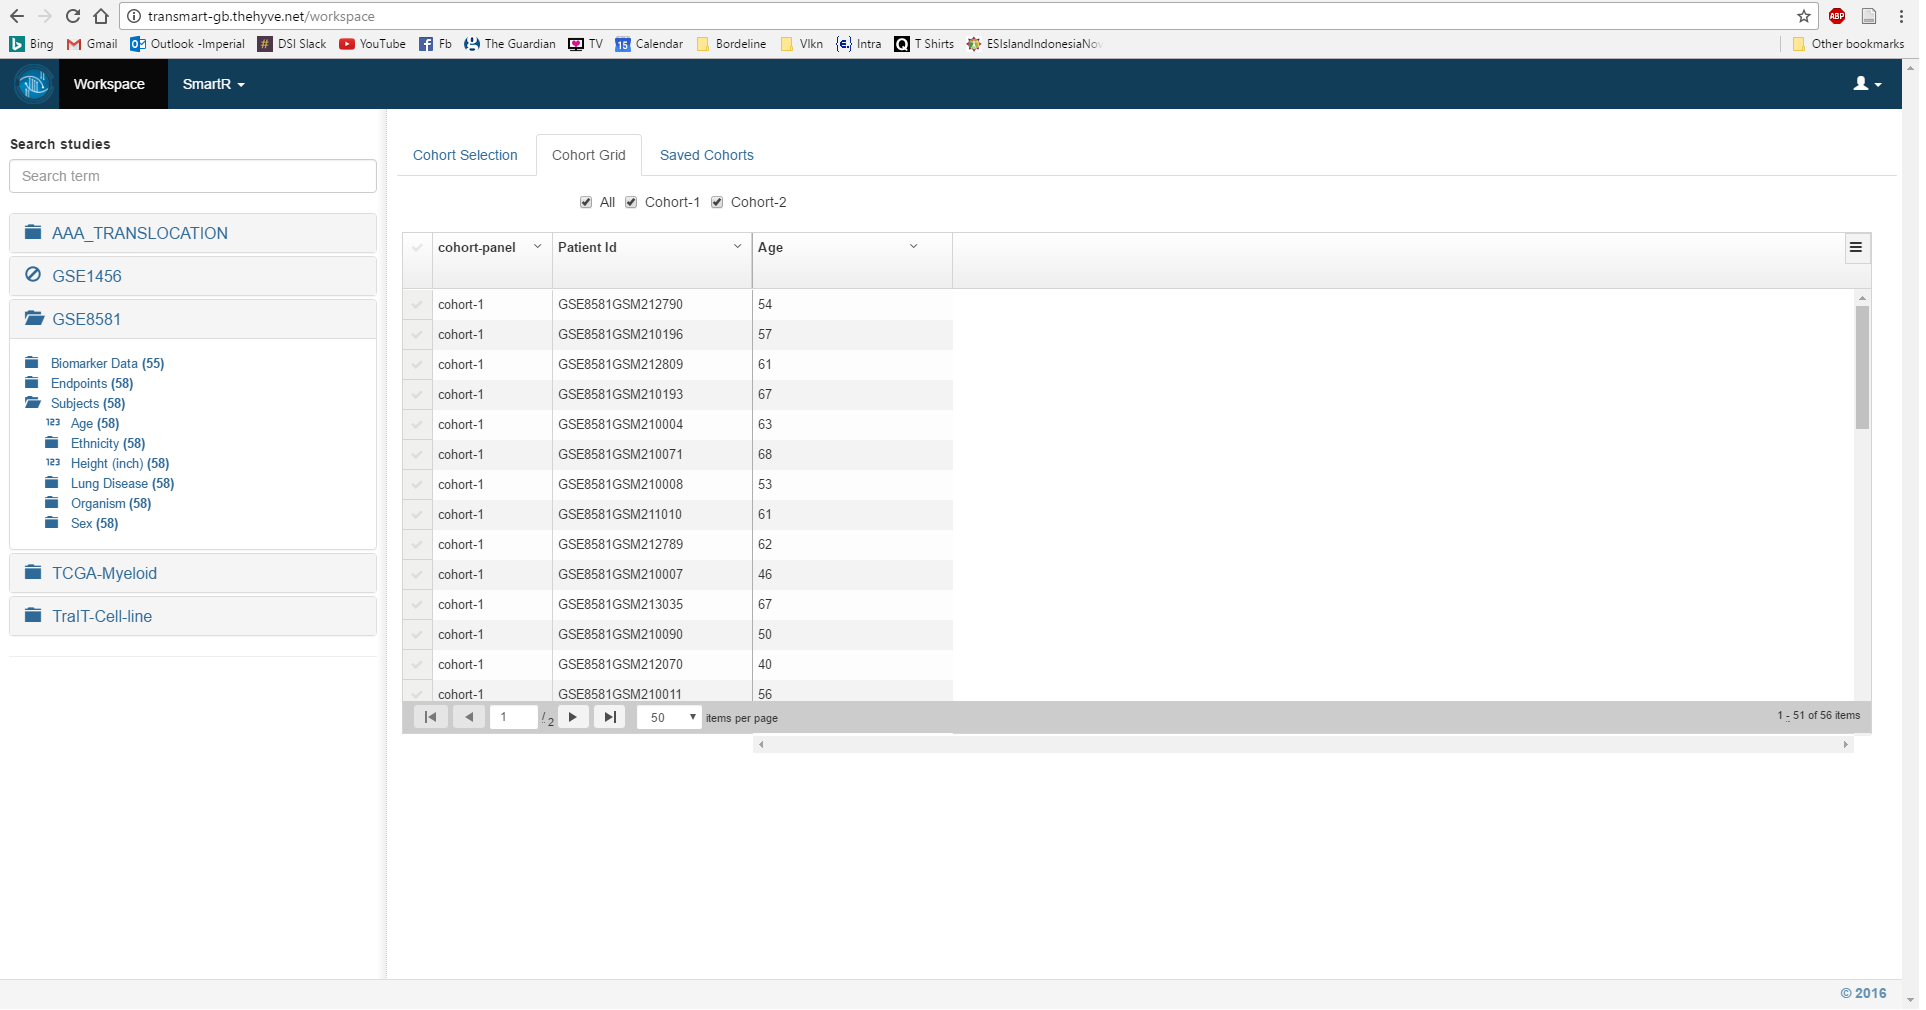 transmart-gb.thehyve.net/workspace
ABP
Bing Gmail Outlook -Imperial # DSI Slack YouTube Fb The Guardian TV 15 Calendar Bordeline Vlkn Intra Q T Shirts ESIslandIndonesiaNov Other bookmarks
Workspace SmartR
Search studies
Search term
AAA_TRANSLOCATION
GSE1456
GSE8581
Biomarker Data (55)
Endpoints (58)
Subjects (58)
123 Age (58)
Ethnicity (58)
123 Height (inch) (58)
Lung Disease (58)
Organism (58)
Sex (58)
TCGA-Myeloid
TraIT-Cell-line
Cohort Selection Cohort Grid Saved Cohorts
All Cohort-1 Cohort-2
cohort-panel Patient Id Age
cohort-1 GSE8581GSM212790 54
cohort-1 GSE8581GSM210196 57
cohort-1 GSE8581GSM212809 61
cohort-1 GSE8581GSM210193 67
cohort-1 GSE8581GSM210004 63
cohort-1 GSE8581GSM210071 68
cohort-1 GSE8581GSM210008 53
cohort-1 GSE8581GSM211010 61
cohort-1 GSE8581GSM212789 62
cohort-1 GSE8581GSM210007 46
cohort-1 GSE8581GSM213035 67
cohort-1 GSE8581GSM210090 50
cohort-1 GSE8581GSM212070 40
cohort-1 GSE8581GSM210011 56
1 / 2 50 items per page 1 - 51 of 56 items
© 2016